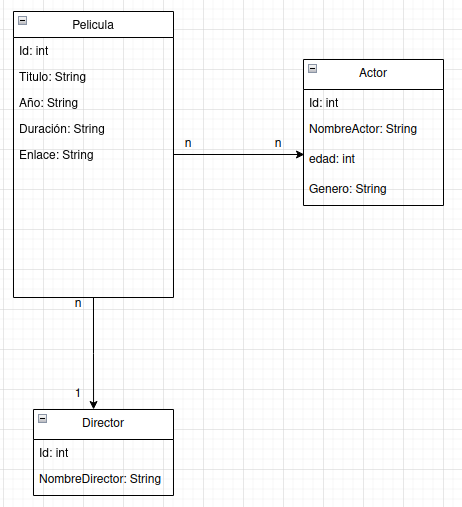 Pelicula
Id: int
Titulo: String
Año: String
Duración: String
Enlace: String
n
n
Actor
Id: int
NombreActor: String
edad: int
Genero: String
n
1
Director
Id: int
NombreDirector: String